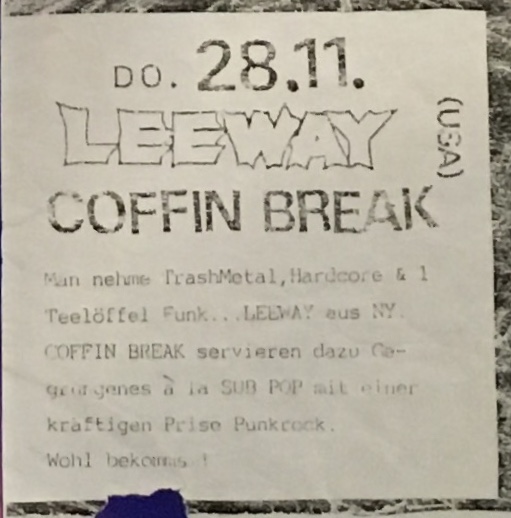 DO. 28.11.
LEEWAY
(USA)
COFFIN BREAK
Man nehme TrashMetal,Hardcore & 1
Teelöffel Funk...LEEWAY aus NY.
COFFIN BREAK servieren dazu Ge-
à la SUB POP mit einer
kräftigen Prise Punkrock.
Wohl bekomms !